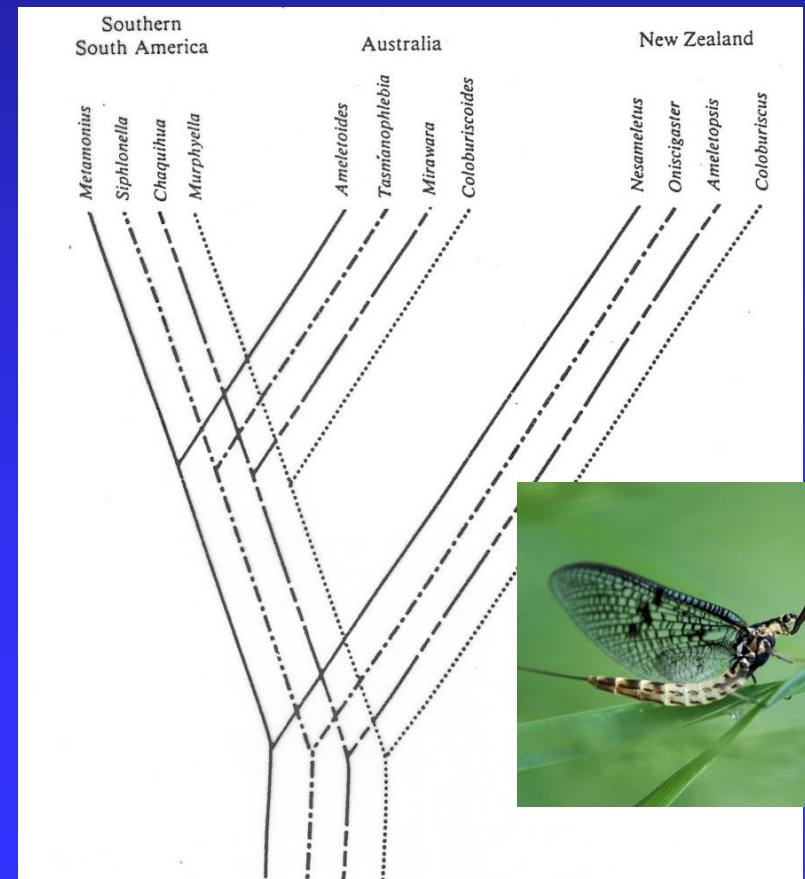 Southern
South America
Australia
New Zealand
Metamonius
Siphlonella
Chaquihua
Murphyella
Ameletoides
Tasmanophlebia
Mirawara
Coloburiscoides
Nesameletus
Oniscigaster
Ameletopsis
Coloburiscus